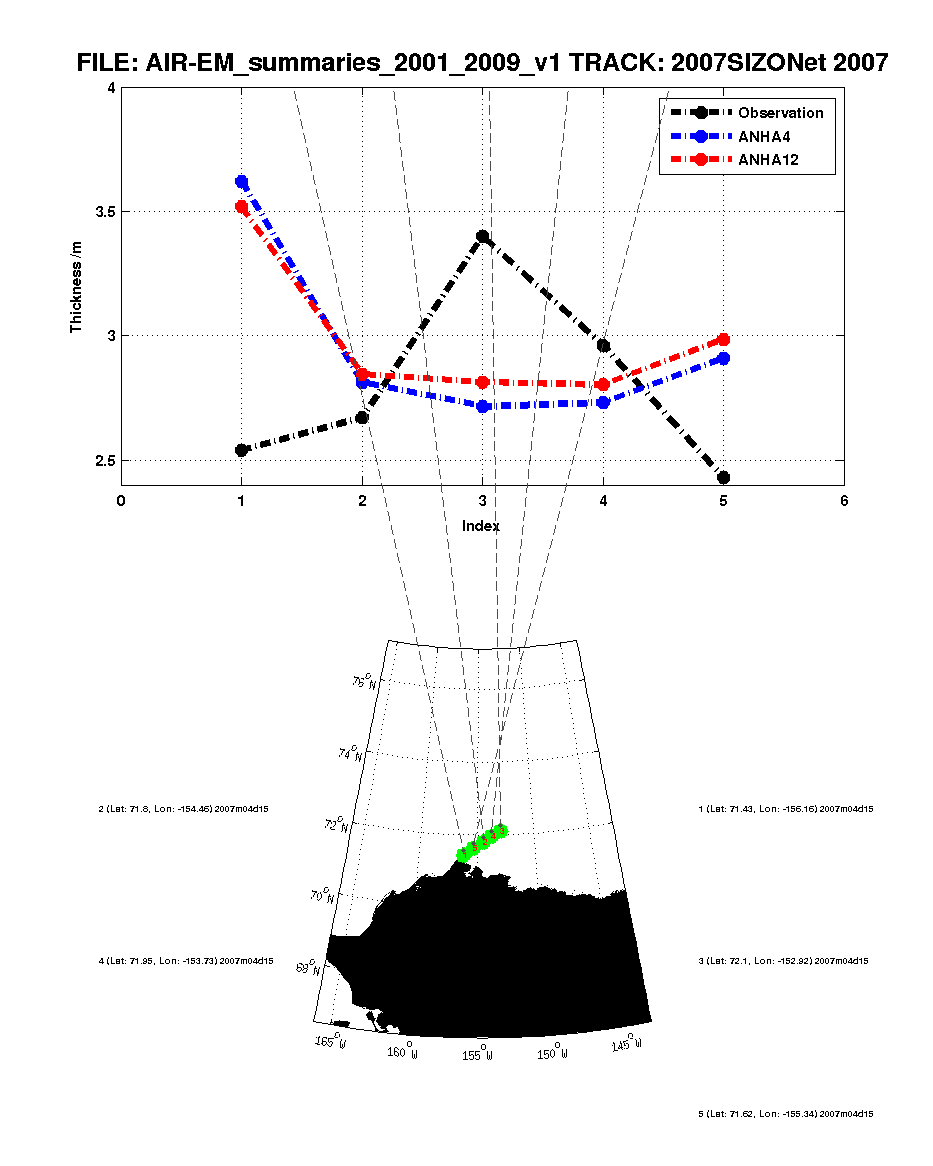 FILE: AIR-EM_summaries_2001_2009_v1 TRACK: 2007SIZONet 2007
4
3.5
3
2.5
Thickness /m
Observation
ANHA4
ANHA12
0 1 2 3 4 5 6
Index
76°N
74°N
72°N
70°N
68°N
165°W 160°W 155°W 150°W 145°W
2 (Lat: 71.8, Lon: -154.46) 2007m04d15
1 (Lat: 71.43, Lon: -156.16) 2007m04d15
4 (Lat: 71.95, Lon: -153.73) 2007m04d15
3 (Lat: 72.1, Lon: -152.92) 2007m04d15
5 (Lat: 71.62, Lon: -155.34) 2007m04d15